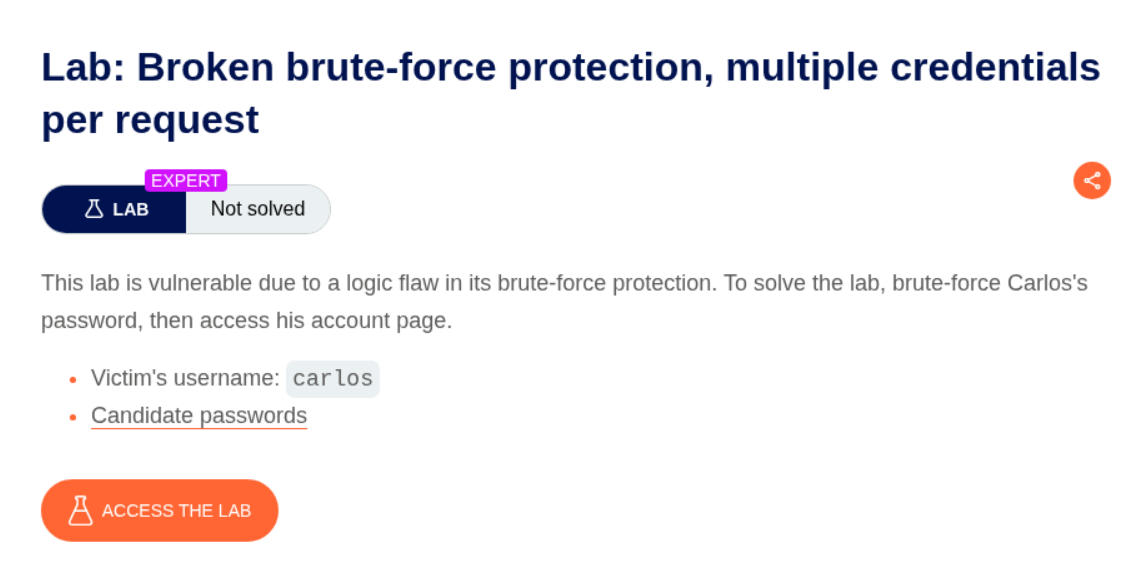 Lab: Broken brute-force protection, multiple credentials
per request
EXPERT
LAB Not solved
This lab is vulnerable due to a logic flaw in its brute-force protection. To solve the lab, brute-force Carlos's
password, then access his account page.
Victim's username: carlos
Candidate passwords
ACCESS THE LAB